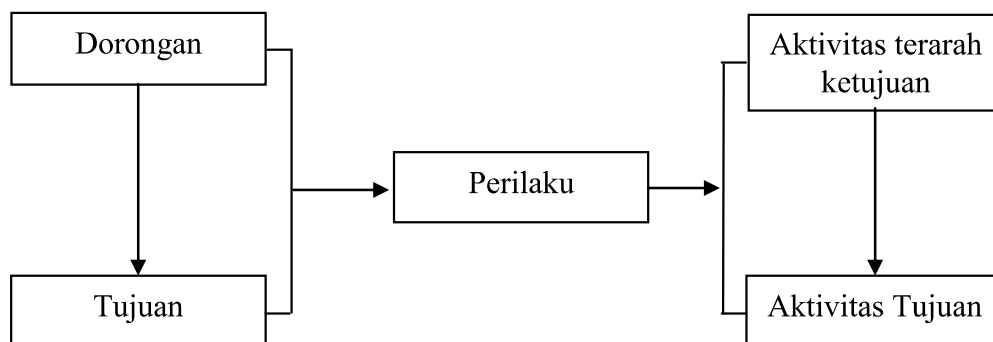 Dorongan
Aktivitas terarah
ketujuan
Perilaku
Tujuan
Aktivitas Tujuan